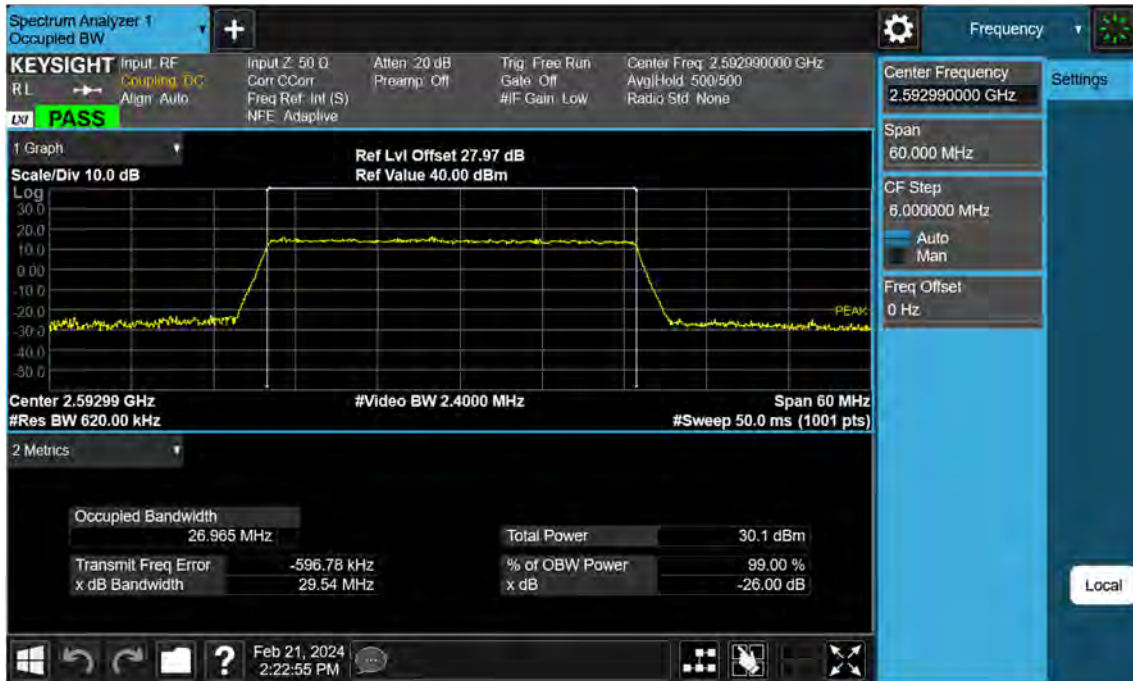 Spectrum Analyzer 1
Occupied BW
+
Frequency
KEYSIGHT
RL
LXI
PASS
Input: RF
Coupling: DC
Align: Auto
Input Z: 50 Ω
Corr CCorr
Freq Ref: Int (S)
NFE: Adaptive
Atten: 20 dB
Preamp: Off
Trig: Free Run
Gate: Off
#IF Gain: Low
Center Freq: 2.592990000 GHz
Avg|Hold: 500/500
Radio Std: None
Center Frequency
2.592990000 GHz
Settings
Span
60.000 MHz
CF Step
6.000000 MHz
Auto
Man
Freq Offset
0 Hz
Local
1 Graph
Scale/Div 10.0 dB
Ref Lvl Offset 27.97 dB
Ref Value 40.00 dBm
Log
30.0
20.0
10.0
0.00
-10.0
-20.0
-30.0
-40.0
-50.0
PEAK
Center 2.59299 GHz
#Res BW 620.00 kHz
#Video BW 2.4000 MHz
Span 60 MHz
#Sweep 50.0 ms (1001 pts)
2 Metrics
Occupied Bandwidth
26.965 MHz
Transmit Freq Error -596.78 kHz
x dB Bandwidth 29.54 MHz
Total Power 30.1 dBm
% of OBW Power 99.00 %
x dB -26.00 dB
?
Feb 21, 2024
2:22:55 PM